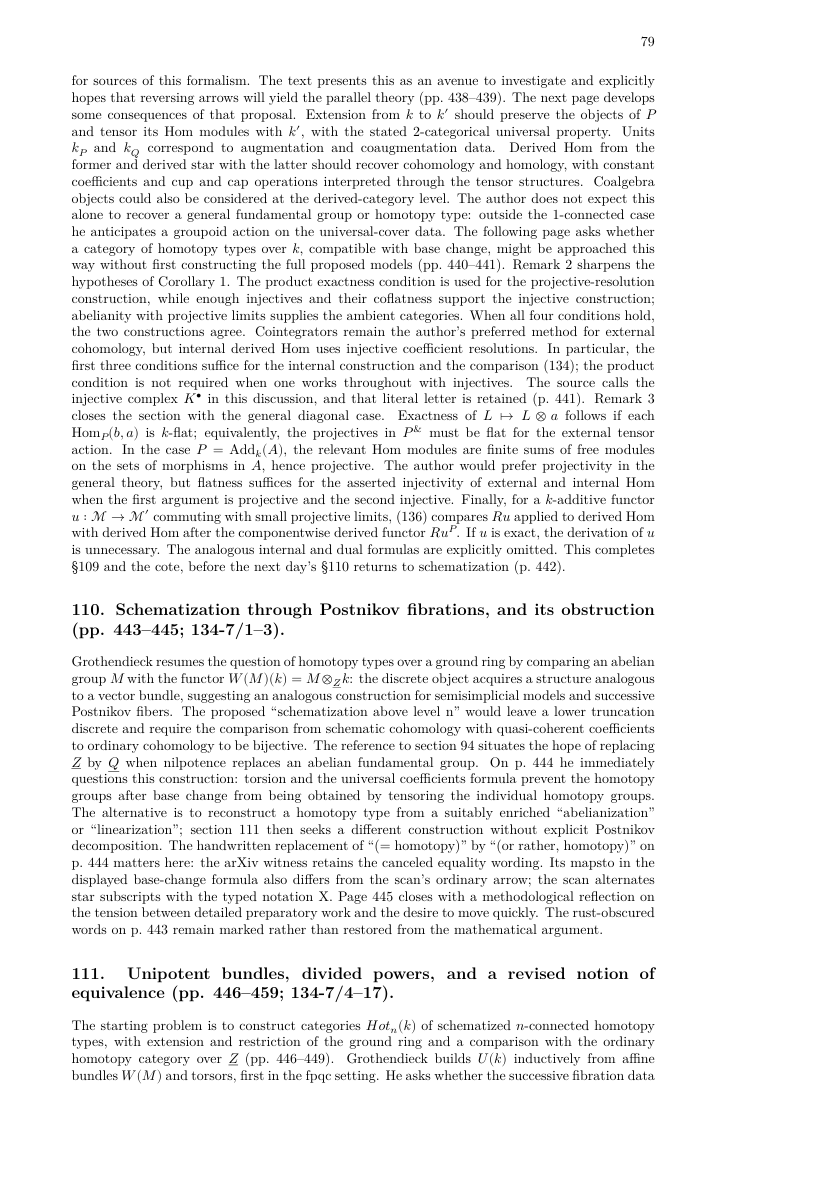 79
for sources of this formalism. The text presents this as an avenue to investigate and explicitly
hopes that reversing arrows will yield the parallel theory (pp. 438–439). The next page develops
some consequences of that proposal. Extension from k to k′ should preserve the objects of P
and tensor its Hom modules with k′, with the stated 2-categorical universal property. Units
k_P and k_Q correspond to augmentation and coaugmentation data. Derived Hom from the
former and derived star with the latter should recover cohomology and homology, with constant
coefficients and cup and cap operations interpreted through the tensor structures. Coalgebra
objects could also be considered at the derived-category level. The author does not expect this
alone to recover a general fundamental group or homotopy type: outside the 1-connected case
he anticipates a groupoid action on the universal-cover data. The following page asks whether
a category of homotopy types over k, compatible with base change, might be approached this
way without first constructing the full proposed models (pp. 440–441). Remark 2 sharpens the
hypotheses of Corollary 1. The product exactness condition is used for the projective-resolution
construction, while enough injectives and their coflatness support the injective construction;
abelianity with projective limits supplies the ambient categories. When all four conditions hold,
the two constructions agree. Cointegrators remain the author's preferred method for external
cohomology, but internal derived Hom uses injective coefficient resolutions. In particular, the
first three conditions suffice for the internal construction and the comparison (134); the product
condition is not required when one works throughout with injectives. The source calls the
injective complex K• in this discussion, and that literal letter is retained (p. 441). Remark 3
closes the section with the general diagonal case. Exactness of L ↦ L ⊗ a follows if each
Hom_P(b, a) is k-flat; equivalently, the projectives in P^& must be flat for the external tensor
action. In the case P = Add_k(A), the relevant Hom modules are finite sums of free modules
on the sets of morphisms in A, hence projective. The author would prefer projectivity in the
general theory, but flatness suffices for the asserted injectivity of external and internal Hom
when the first argument is projective and the second injective. Finally, for a k-additive functor
u : ℳ → ℳ′ commuting with small projective limits, (136) compares Ru applied to derived Hom
with derived Hom after the componentwise derived functor Ru^P. If u is exact, the derivation of u
is unnecessary. The analogous internal and dual formulas are explicitly omitted. This completes
§109 and the cote, before the next day's §110 returns to schematization (p. 442).
110. Schematization through Postnikov fibrations, and its obstruction
(pp. 443–445; 134-7/1–3).
Grothendieck resumes the question of homotopy types over a ground ring by comparing an abelian
group M with the functor W(M)(k) = M⊗_Z k: the discrete object acquires a structure analogous
to a vector bundle, suggesting an analogous construction for semisimplicial models and successive
Postnikov fibers. The proposed “schematization above level n” would leave a lower truncation
discrete and require the comparison from schematic cohomology with quasi-coherent coefficients
to ordinary cohomology to be bijective. The reference to section 94 situates the hope of replacing
Z by Q when nilpotence replaces an abelian fundamental group. On p. 444 he immediately
questions this construction: torsion and the universal coefficients formula prevent the homotopy
groups after base change from being obtained by tensoring the individual homotopy groups.
The alternative is to reconstruct a homotopy type from a suitably enriched “abelianization”
or “linearization”; section 111 then seeks a different construction without explicit Postnikov
decomposition. The handwritten replacement of “(= homotopy)” by “(or rather, homotopy)” on
p. 444 matters here: the arXiv witness retains the canceled equality wording. Its mapsto in the
displayed base-change formula also differs from the scan's ordinary arrow; the scan alternates
star subscripts with the typed notation X. Page 445 closes with a methodological reflection on
the tension between detailed preparatory work and the desire to move quickly. The rust-obscured
words on p. 443 remain marked rather than restored from the mathematical argument.
111. Unipotent bundles, divided powers, and a revised notion of
equivalence (pp. 446–459; 134-7/4–17).
The starting problem is to construct categories Hot_n(k) of schematized n-connected homotopy
types, with extension and restriction of the ground ring and a comparison with the ordinary
homotopy category over Z (pp. 446–449). Grothendieck builds U(k) inductively from affine
bundles W(M) and torsors, first in the fpqc setting. He asks whether the successive fibration data